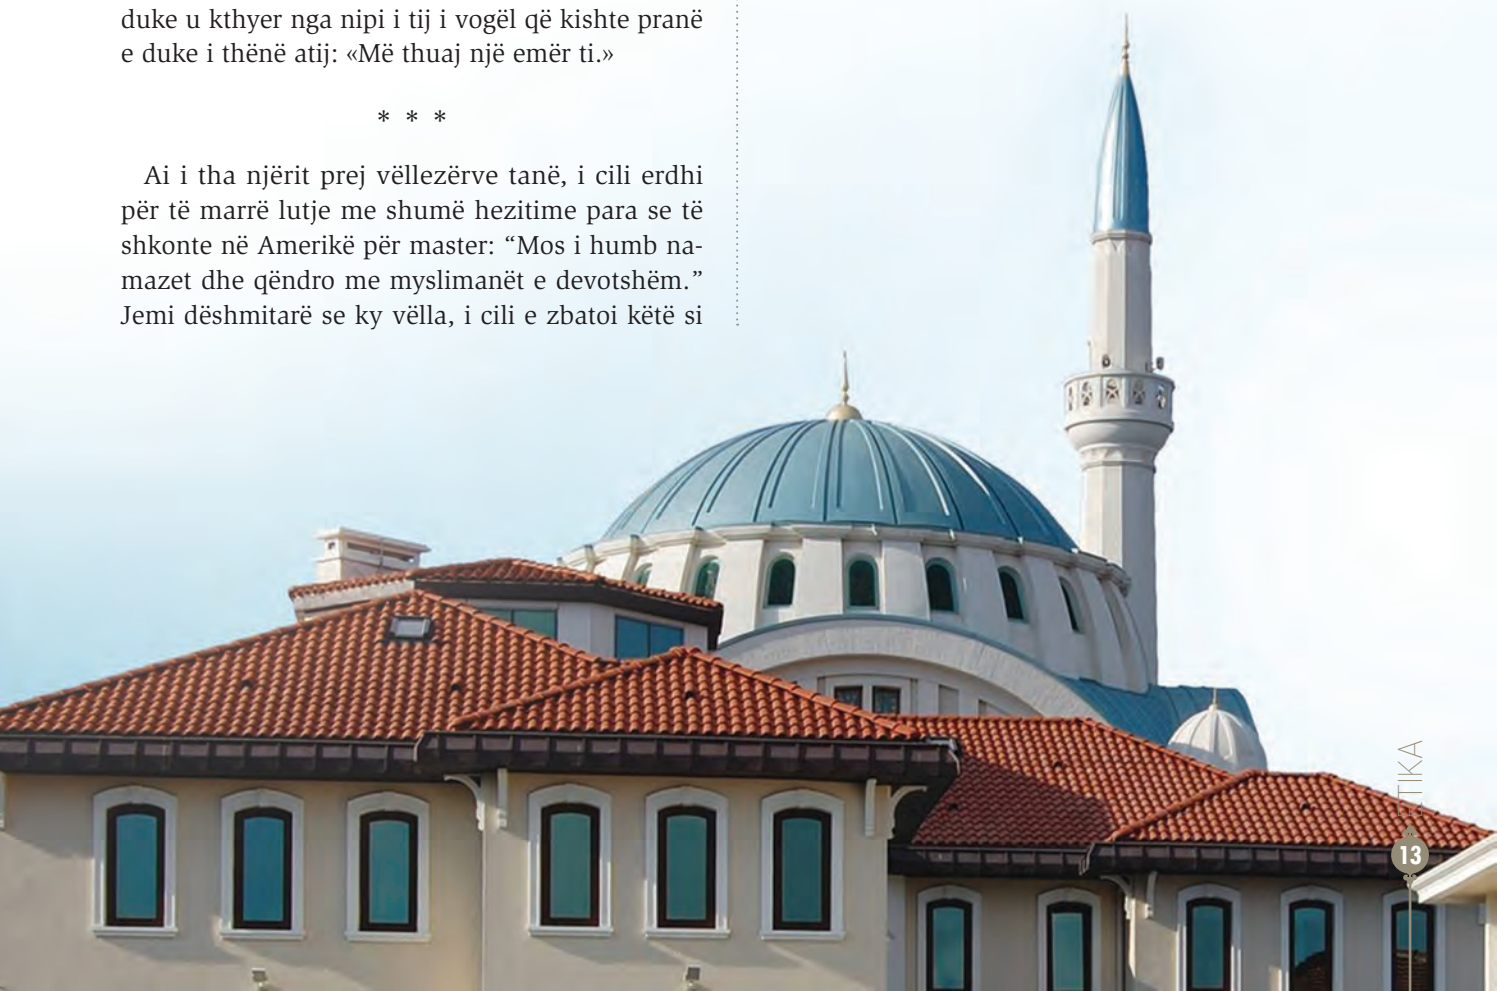 duke u kthyer nga nipi i tij i vogël që kishte pranë
e duke i thënë atij: «Më thuaj një emër ti.»
* * *
Ai i tha njërit prej vëllezërve tanë, i cili erdhi
për të marrë lutje me shumë hezitime para se të
shkonte në Amerikë për master: “Mos i humb na-
mazet dhe qëndro me myslimanët e devotshëm.”
Jemi dëshmitarë se ky vëlla, i cili e zbatoi këtë si
ETIKA
13